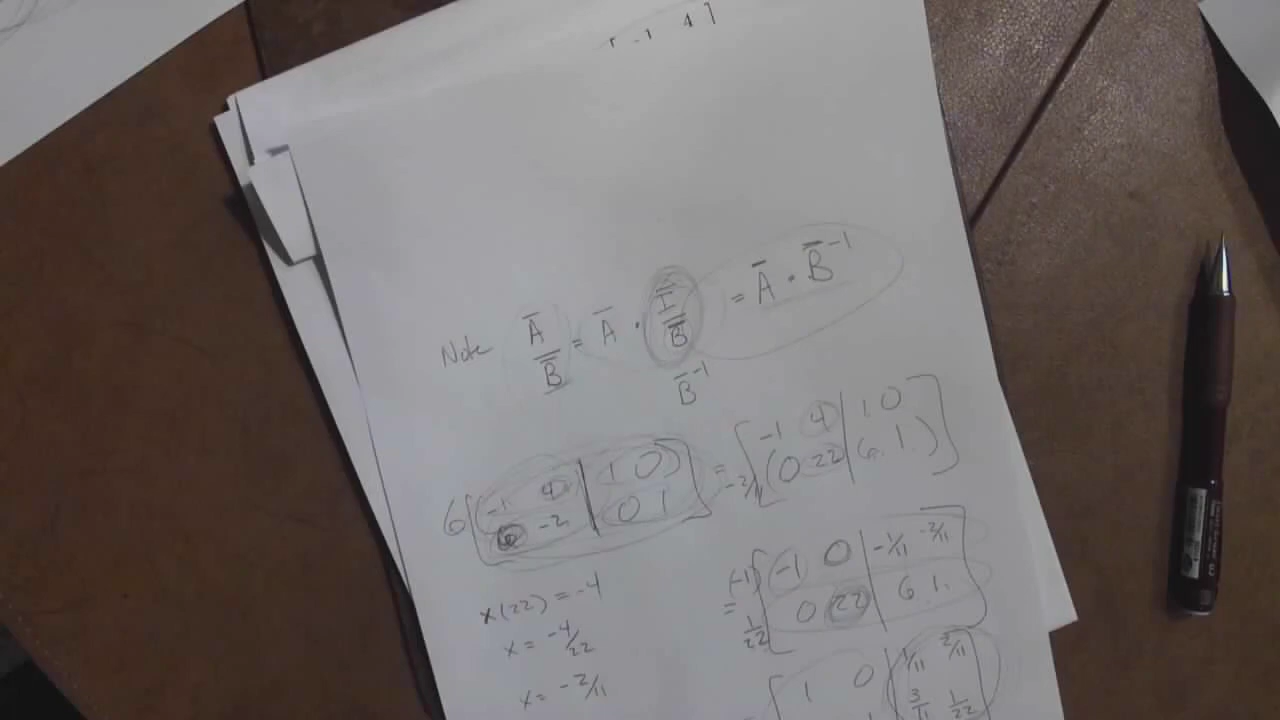 -1 4 ]
Note A̅ / B̿ = A̅ · I̿ / B̿ = A̅ · B̿⁻¹
B̅⁻¹
6 [ -1 4 | 1 0 ] = [ -1 4 | 1 0 ]
[ 6 -2 | 0 1 ] -2/11 [ 0 22 | 6 1 ]
x(22) = -4
x = -4/22
x = -2/11
(-1) [ -1 0 | -1/11 -2/11 ]
= 1/22 [ 0 22 | 6 1 ]
= [ 1 0 | 1/11 2/11 ]
3/11 1/22